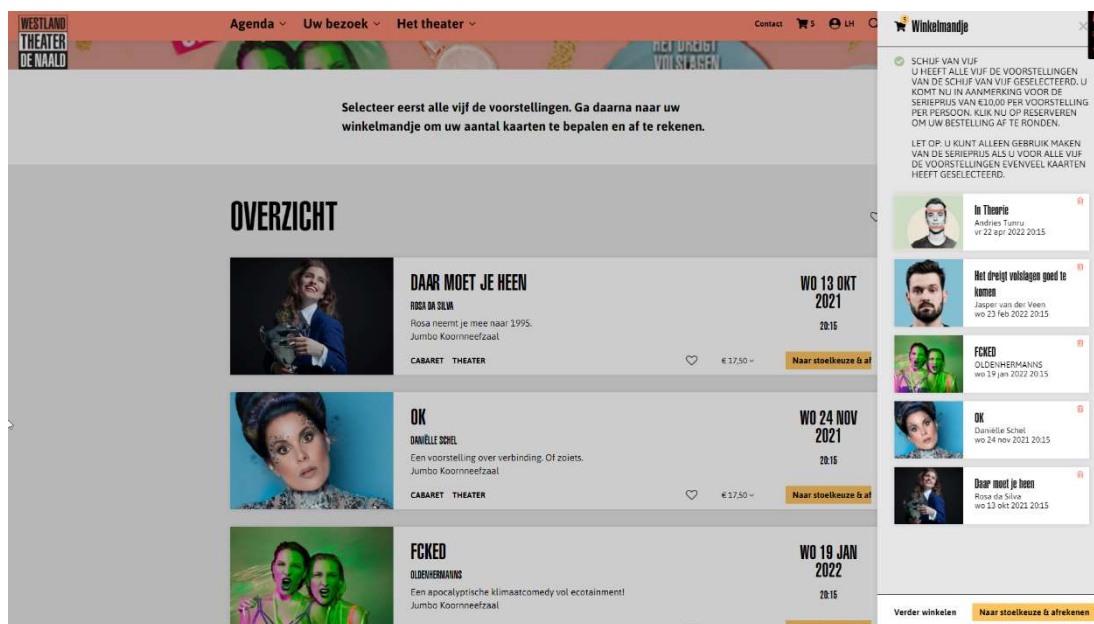 WESTLAND
THEATER
DE NAALD
Agenda
Uw bezoek
Het theater
Contact
5
LH
HET DREIGT
VOLSLAGEN
Selecteer eerst alle vijf de voorstellingen. Ga daarna naar uw
winkelmandje om uw aantal kaarten te bepalen en af te rekenen.
OVERZICHT
DAAR MOET JE HEEN
ROSA DA SILVA
Rosa neemt je mee naar 1995.
Jumbo Koornneefzaal
CABARET THEATER
€ 17,50
WO 13 OKT
2021
20:15
Naar stoelkeuze & af
OK
DANIËLLE SCHEL
Een voorstelling over verbinding. Of zoiets.
Jumbo Koornneefzaal
CABARET THEATER
€ 17,50
WO 24 NOV
2021
20:15
Naar stoelkeuze & af
FCKED
OLDENHERMANNS
Een apocalyptische klimaatcomedy vol ecotainment!
Jumbo Koornneefzaal
WO 19 JAN
2022
20:15
5
Winkelmandje
SCHIJF VAN VIJF
U HEEFT ALLE VIJF DE VOORSTELLINGEN
VAN DE SCHIJF VAN VIJF GESELECTEERD. U
KOMT NU IN AANMERKING VOOR DE
SERIEPRIJS VAN €10,00 PER VOORSTELLING
PER PERSOON. KLIK NU OP RESERVEREN
OM UW BESTELLING AF TE RONDEN.
LET OP: U KUNT ALLEEN GEBRUIK MAKEN
VAN DE SERIEPRIJS ALS U VOOR ALLE VIJF
DE VOORSTELLINGEN EVENVEEL KAARTEN
HEEFT GESELECTEERD.
In Theorie
Andries Tunru
vr 22 apr 2022 20:15
Het dreigt volslagen goed te
komen
Jasper van der Veen
wo 23 feb 2022 20:15
FCKED
OLDENHERMANNS
wo 19 jan 2022 20:15
OK
Daniëlle Schel
wo 24 nov 2021 20:15
Daar moet je heen
Rosa da Silva
wo 13 okt 2021 20:15
Verder winkelen
Naar stoelkeuze & afrekenen